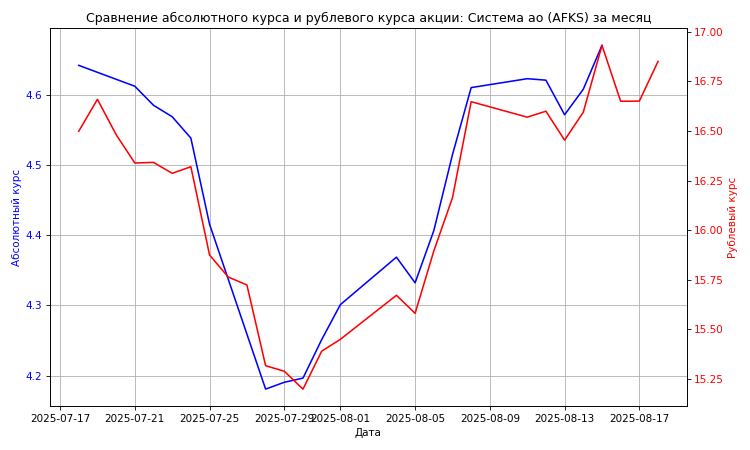 Сравнение абсолютного курса и рублевого курса акции: Система ао (AFKS) за месяц
Абсолютный курс
4.6
4.5
4.4
4.3
4.2
17.00
16.75
16.50
16.25
16.00
15.75
15.50
15.25
Рублевый курс
2025-07-17 2025-07-21 2025-07-25 2025-07-29 2025-08-01 2025-08-05 2025-08-09 2025-08-13 2025-08-17
Дата